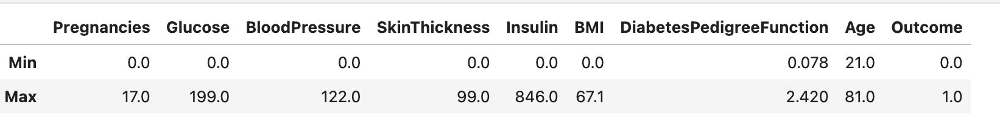 Pregnancies Glucose BloodPressure SkinThickness Insulin BMI DiabetesPedigreeFunction Age Outcome
Min 0.0 0.0 0.0 0.0 0.0 0.0 0.078 21.0 0.0
Max 17.0 199.0 122.0 99.0 846.0 67.1 2.420 81.0 1.0